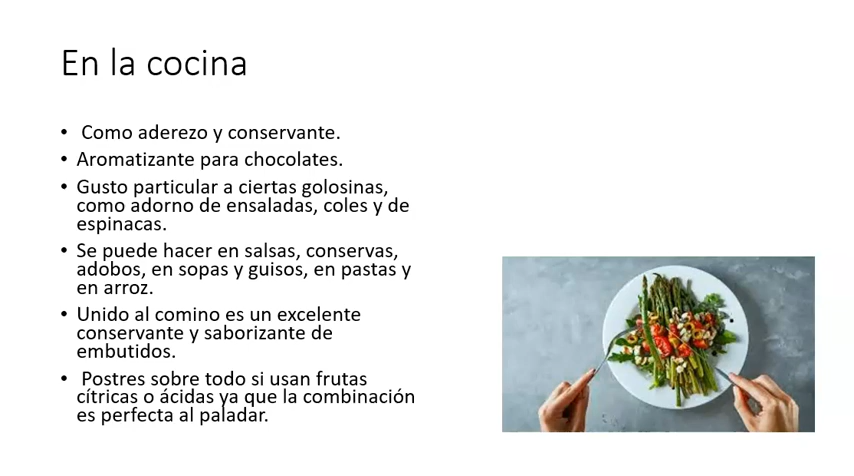 En la cocina
• Como aderezo y conservante.
• Aromatizante para chocolates.
• Gusto particular a ciertas golosinas,
como adorno de ensaladas, coles y de
espinacas.
• Se puede hacer en salsas, conservas,
adobos, en sopas y guisos, en pastas y
en arroz.
• Unido al comino es un excelente
conservante y saborizante de
embutidos.
• Postres sobre todo si usan frutas
cítricas o ácidas ya que la combinación
es perfecta al paladar.